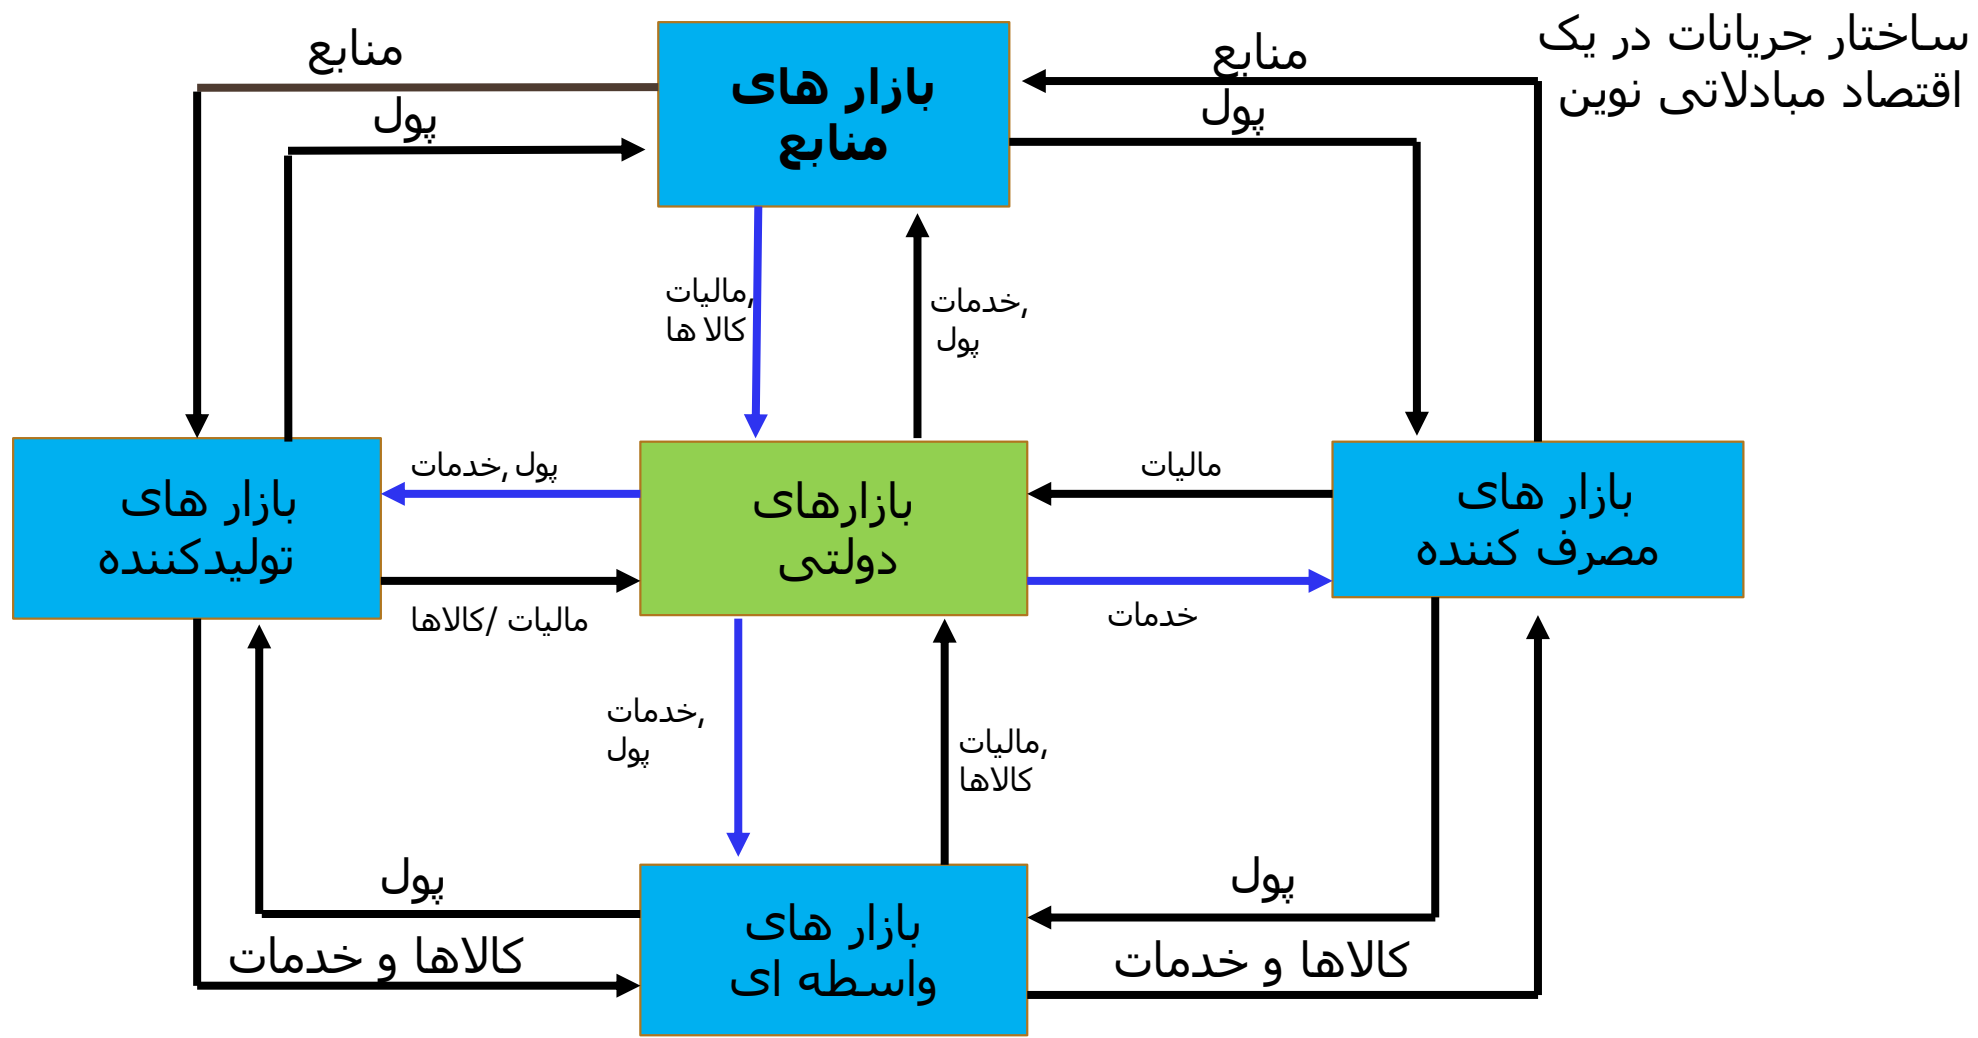 ساختار جریانات در یک
اقتصاد مبادلاتی نوین
منابع
پول
منابع
پول
بازار های
منابع
مالیات,
کالا ها
خدمات,
پول
پول ,خدمات
مالیات
بازار های
تولیدکننده
بازارهای
دولتی
بازار های
مصرف کننده
مالیات /کالاها
خدمات
خدمات,
پول
مالیات,
کالاها
پول
پول
کالاها و خدمات
کالاها و خدمات
بازار های
واسطه ای